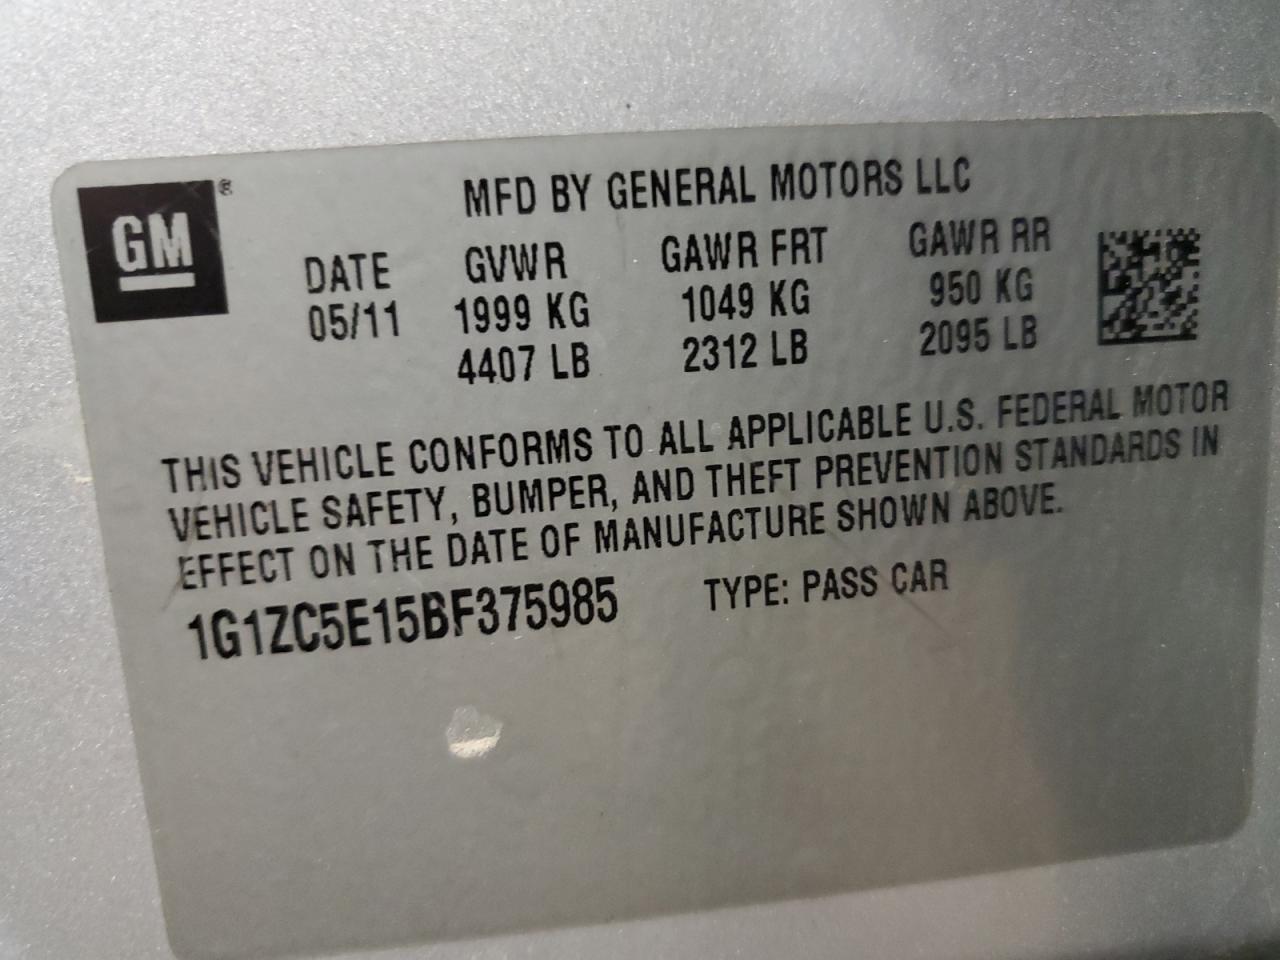 GM®
MFD BY GENERAL MOTORS LLC
DATE GVWR GAWR FRT GAWR RR
05/11 1999 KG 1049 KG 950 KG
4407 LB 2312 LB 2095 LB
THIS VEHICLE CONFORMS TO ALL APPLICABLE U.S. FEDERAL MOTOR
VEHICLE SAFETY, BUMPER, AND THEFT PREVENTION STANDARDS IN
EFFECT ON THE DATE OF MANUFACTURE SHOWN ABOVE.
1G1ZC5E15BF375985 TYPE: PASS CAR